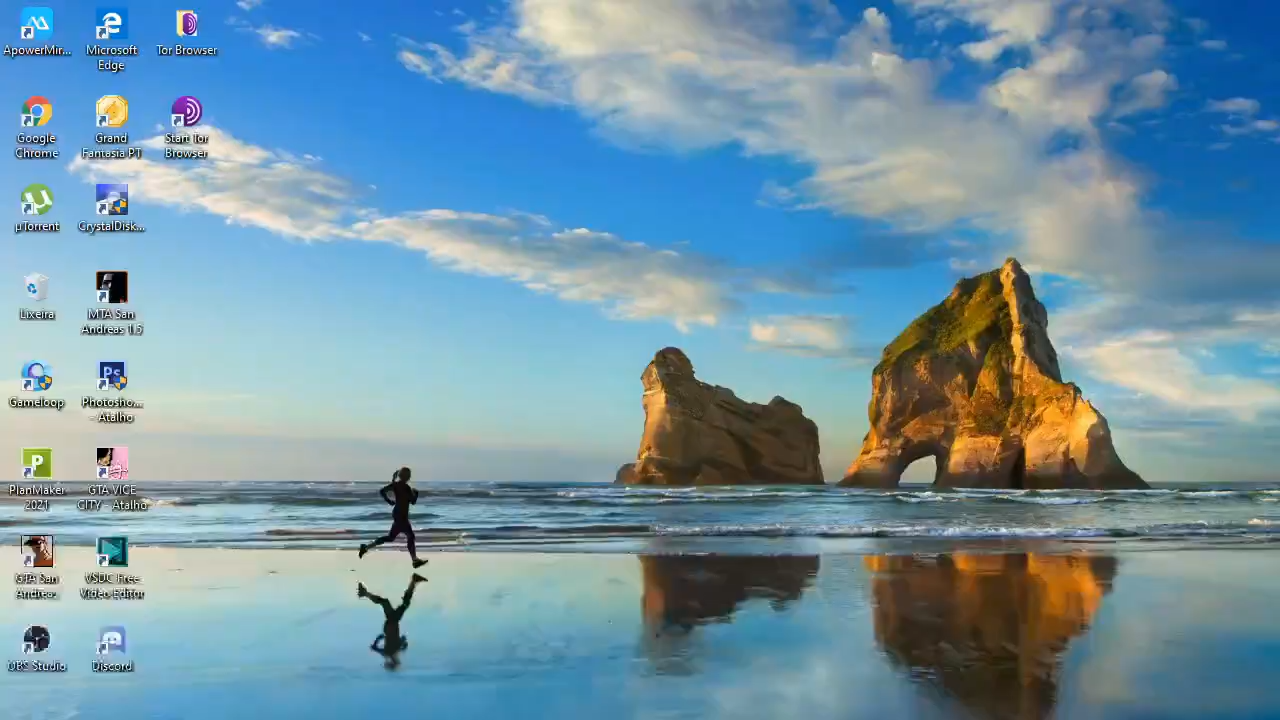 ApowerMir...
Microsoft
Edge
Tor Browser
Google
Chrome
Grand
Fantasia PT
Start Tor
Browser
µTorrent
CrystalDisk...
Lixeira
MTA San
Andreas 1.5
Gameloop
Photosho...
- Atalho
PlanMaker
2021
GTA VICE
CITY - Atalho
GTA San
Andreas
VSDC Free
Video Editor
OBS Studio
Discord